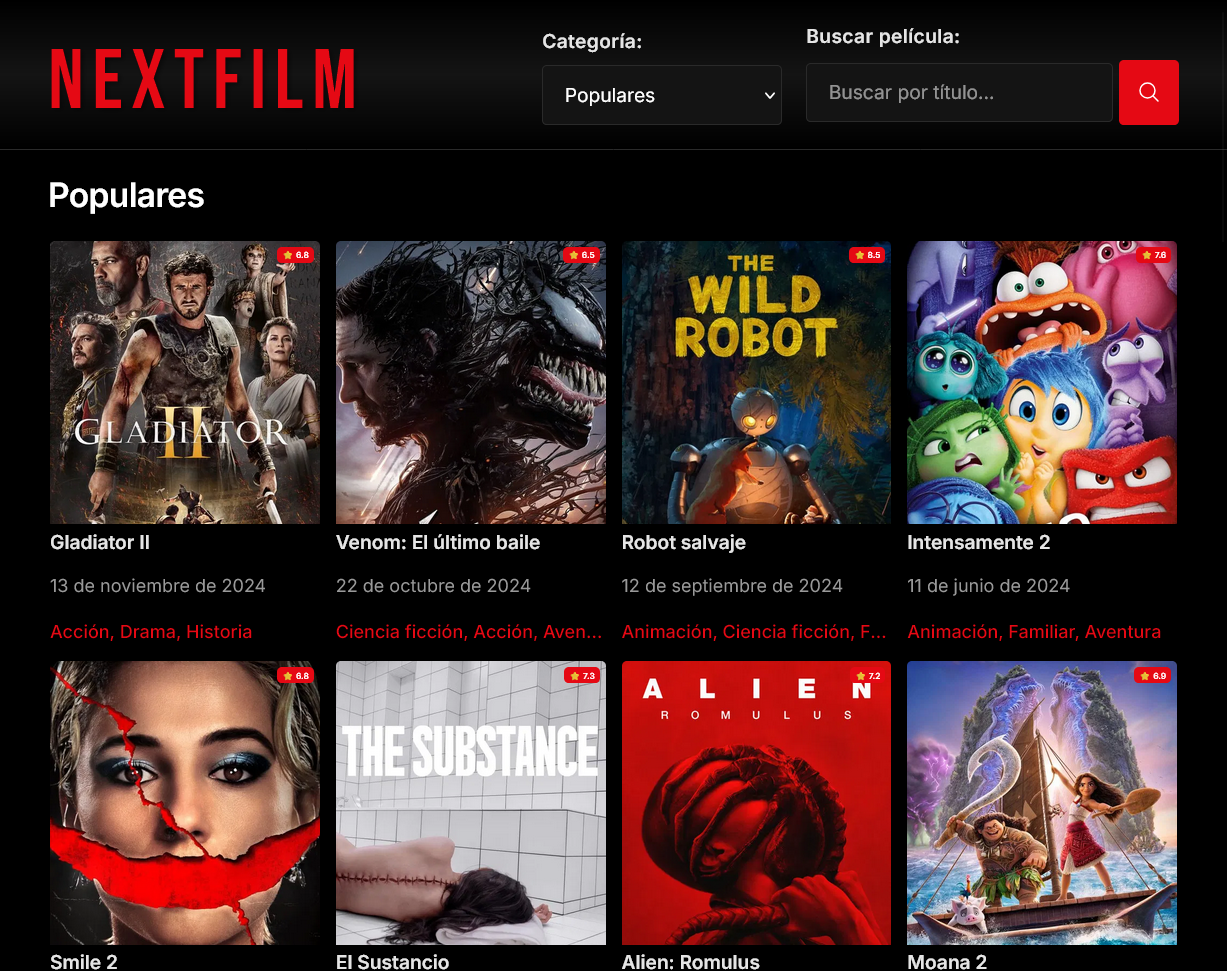 NEXTFILM
Categoría:
Populares
Buscar película:
Buscar por título...
Populares
6.8
GLADIATOR
II
6.5
8.5
THE
WILD
ROBOT
7.6
Gladiator II
Venom: El último baile
Robot salvaje
Intensamente 2
13 de noviembre de 2024
22 de octubre de 2024
12 de septiembre de 2024
11 de junio de 2024
Acción, Drama, Historia
Ciencia ficción, Acción, Aven...
Animación, Ciencia ficción, F...
Animación, Familiar, Aventura
6.8
7.3
THE SUBSTANCE
7.2
ALIEN
ROMULUS
6.9
Smile 2
El Sustancio
Alien: Romulus
Moana 2